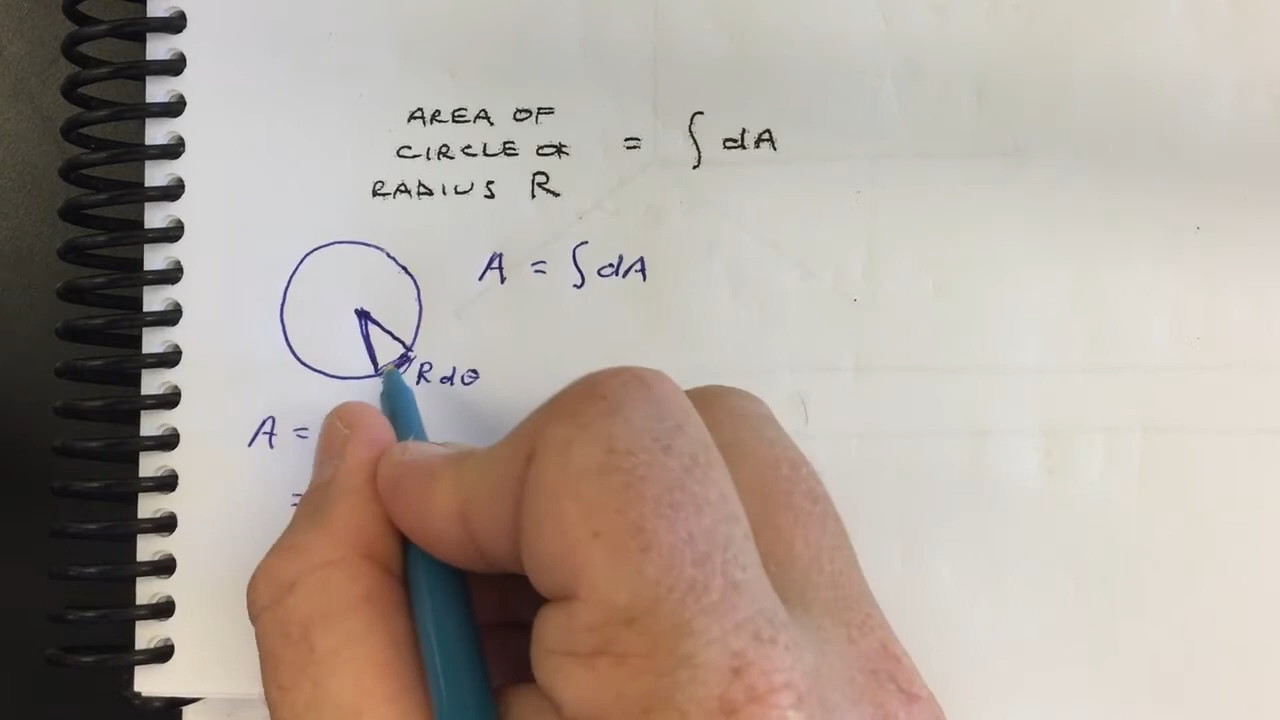 AREA OF
CIRCLE OF = ∫ dA
RADIUS R
A = ∫ dA
R dθ
A =
=